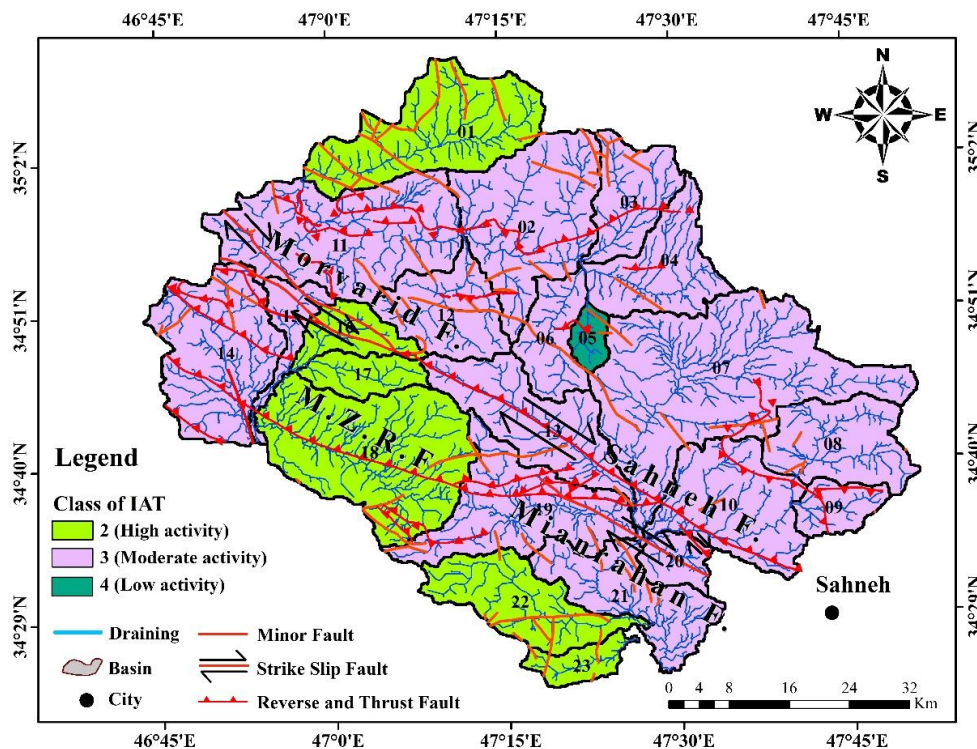 46°45'E 47°0'E 47°15'E 47°30'E 47°45'E
N
W E
S
35°2'N
34°51'N
34°40'N
34°29'N
35°2'N
34°51'N
34°40'N
34°29'N
01
02
03
04
05
06
07
08
09
10
11
12
13
14
15
16
17
18
19
20
21
22
23
Morvarid F.
M.Z.R.F.
Sahneh F.
Mianrahan F.
Sahneh
Legend
Class of IAT
2 (High activity)
3 (Moderate activity)
4 (Low activity)
Draining
Basin
City
Minor Fault
Strike Slip Fault
Reverse and Thrust Fault
0 4 8 16 24 32
Km
46°45'E 47°0'E 47°15'E 47°30'E 47°45'E